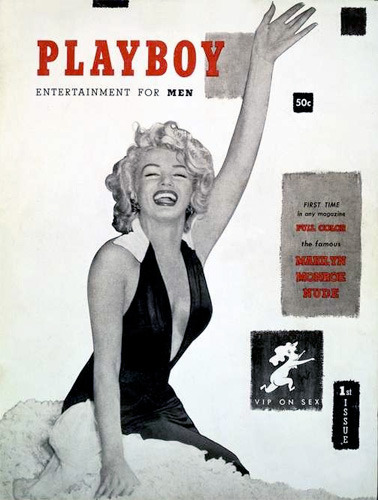 PLAYBOY
ENTERTAINMENT FOR MEN
50c
FIRST TIME
in any magazine
FULL COLOR
the famous
MARILYN
MONROE
NUDE
VIP ON SEX
1st
ISSUE